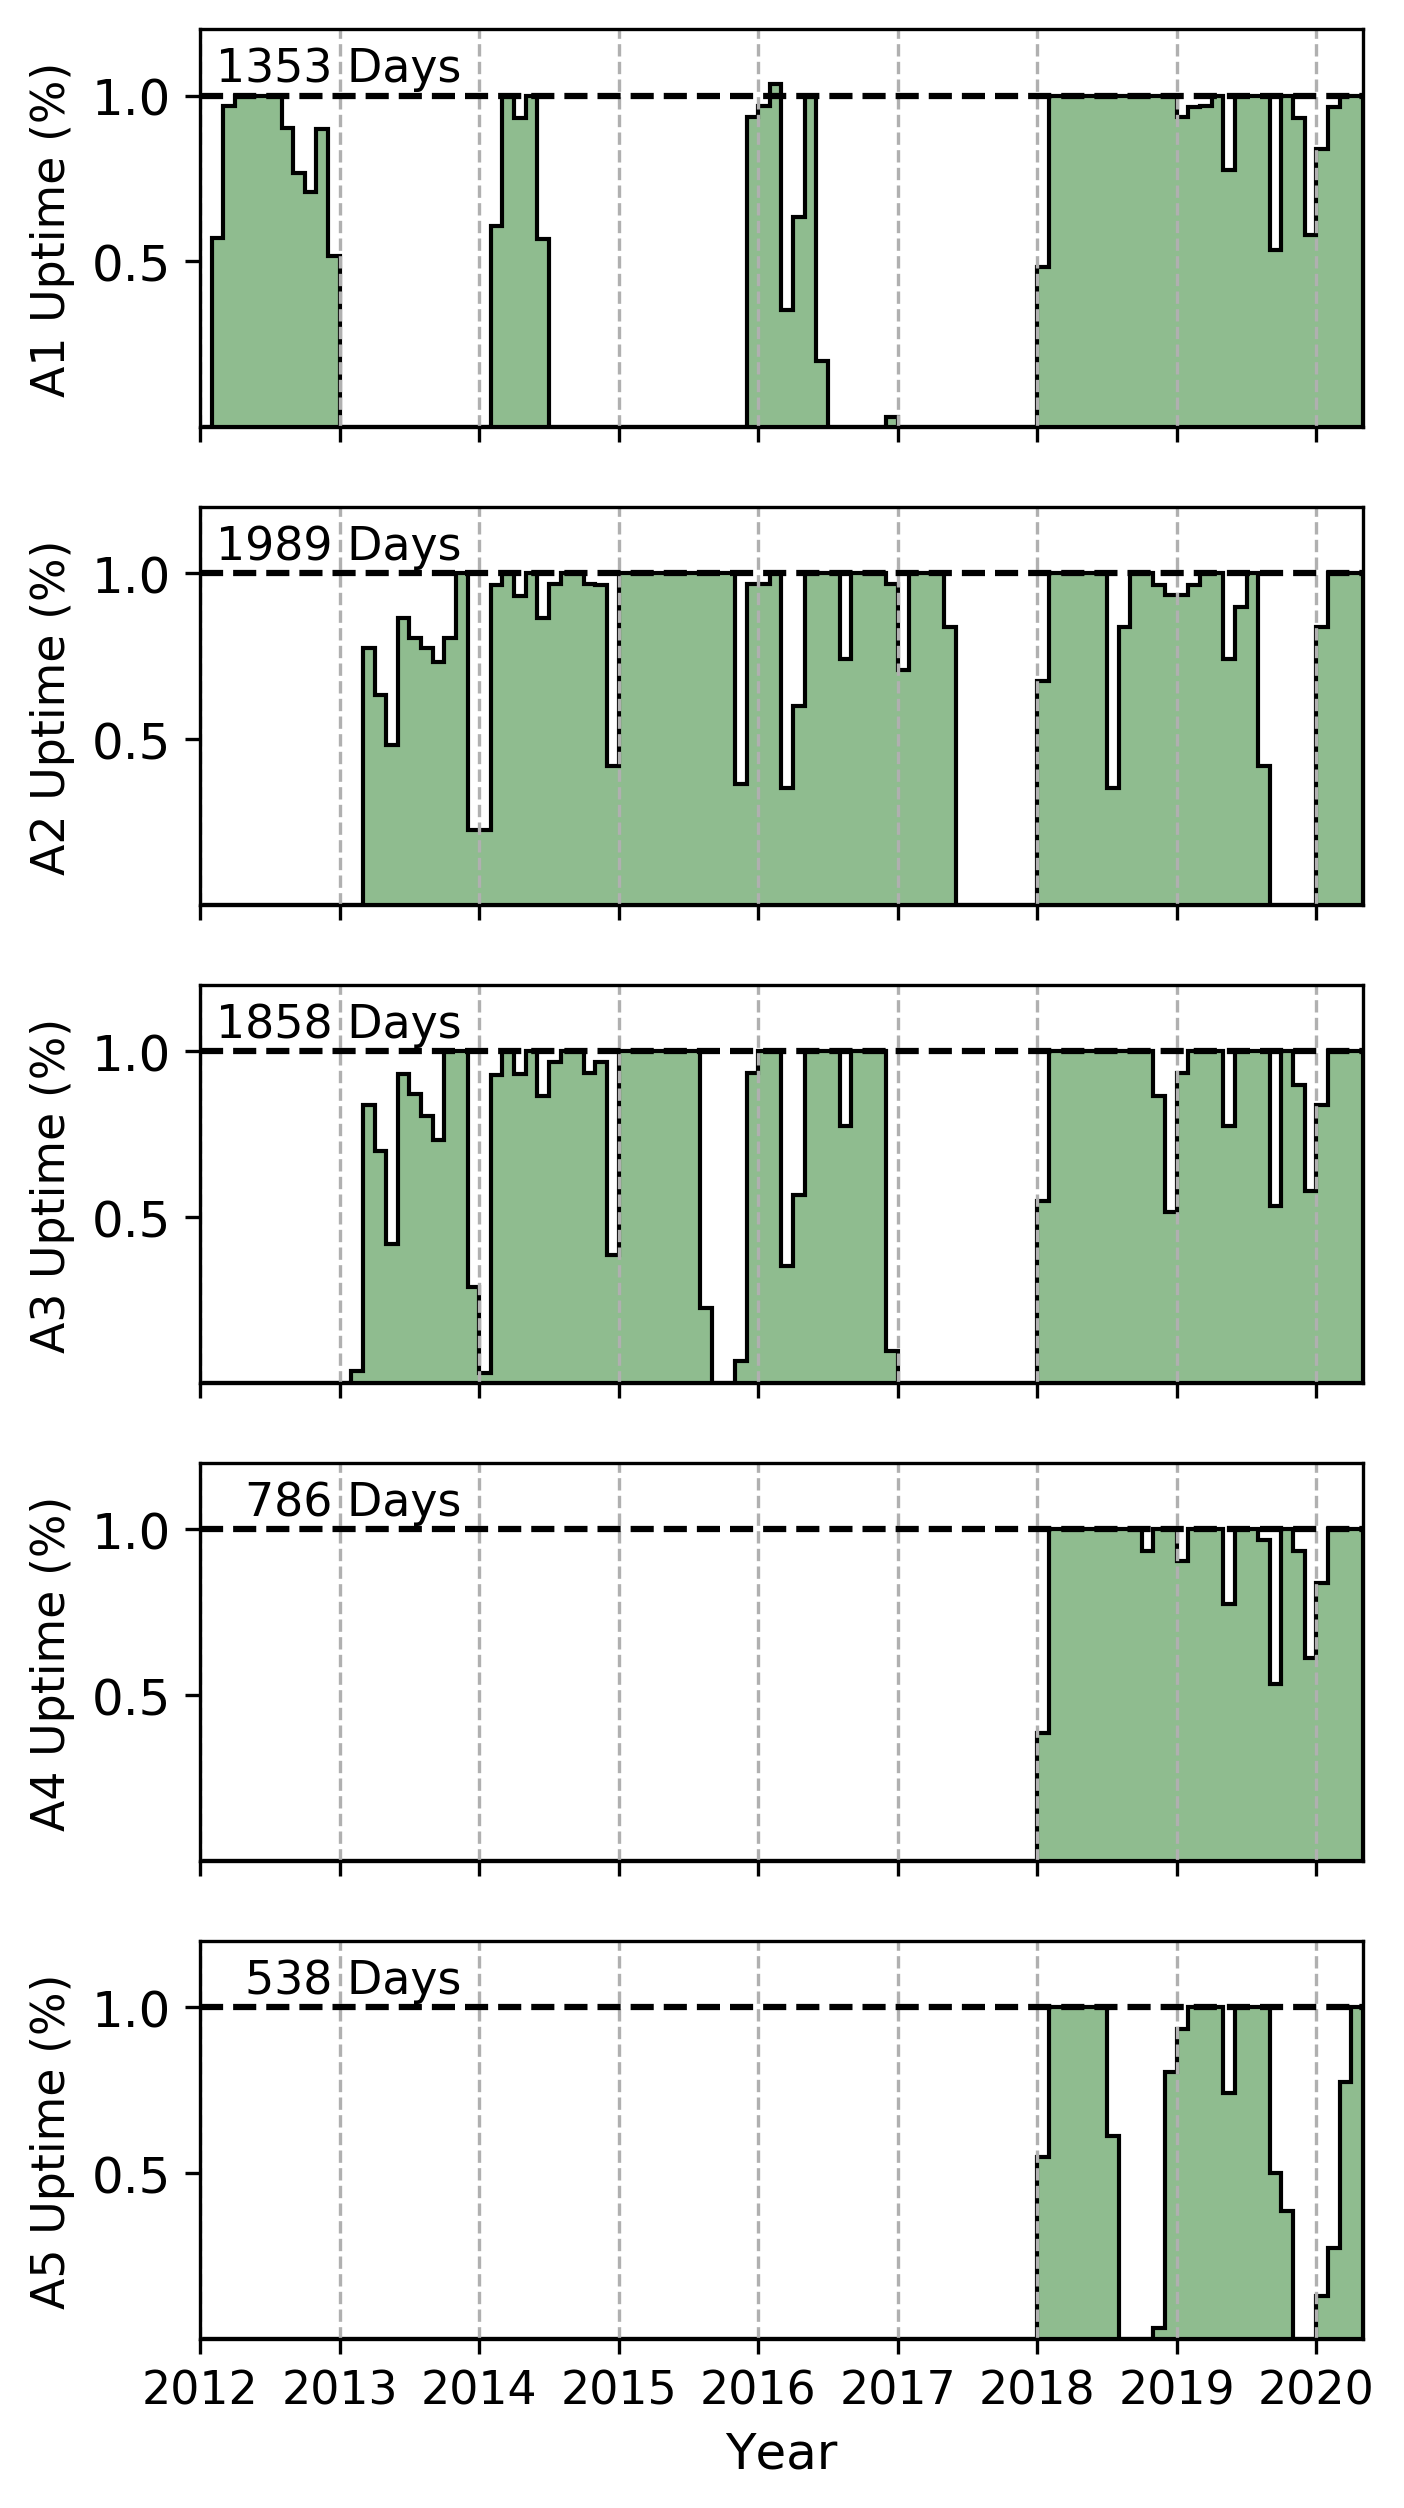 1353 Days
1.0
0.5
A1 Uptime (%)
1989 Days
1.0
0.5
A2 Uptime (%)
1858 Days
1.0
0.5
A3 Uptime (%)
786 Days
1.0
0.5
A4 Uptime (%)
538 Days
1.0
0.5
A5 Uptime (%)
2012 2013 2014 2015 2016 2017 2018 2019 2020
Year